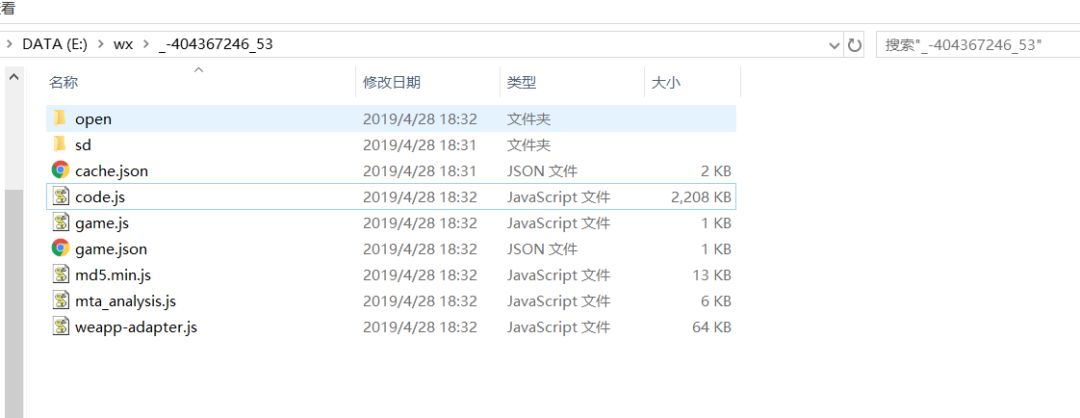 查看
DATA (E:) wx _-404367246_53 搜索"_-404367246_53"
名称 修改日期 类型 大小
open 2019/4/28 18:32 文件夹
sd 2019/4/28 18:31 文件夹
cache.json 2019/4/28 18:31 JSON 文件 2 KB
code.js 2019/4/28 18:32 JavaScript 文件 2,208 KB
game.js 2019/4/28 18:32 JavaScript 文件 1 KB
game.json 2019/4/28 18:32 JSON 文件 1 KB
md5.min.js 2019/4/28 18:32 JavaScript 文件 13 KB
mta_analysis.js 2019/4/28 18:32 JavaScript 文件 6 KB
weapp-adapter.js 2019/4/28 18:32 JavaScript 文件 64 KB